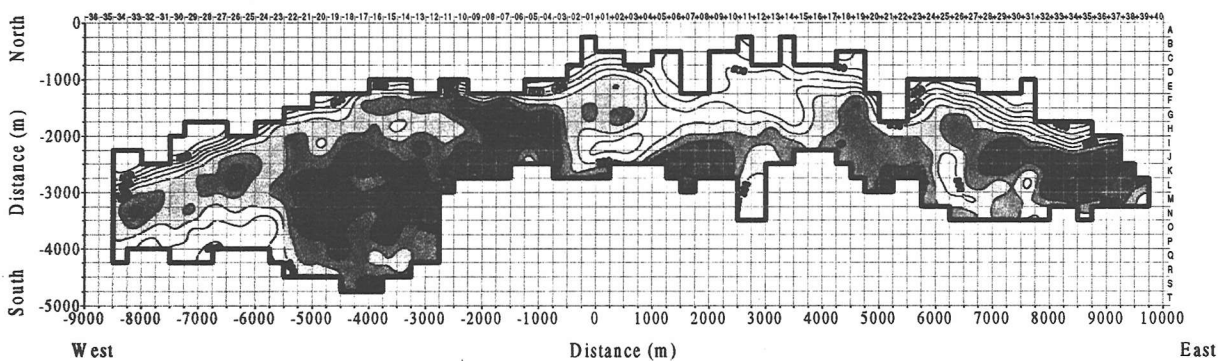 -36-35-34-33-32-31-30-29-28-27-26-25-24-23-22-21-20-19-18-17-16-15-14-13-12-11-10-09-08-07-06-05-04-03-02-01+01+02+03+04+05+06+07+08+09+10+11+12+13+14+15+16+17+18+19+20+21+22+23+24+25+26+27+28+29+30+31+32+33+34+35+36+37+38+39+40
North
Distance (m)
South
0
-1000
-2000
-3000
-4000
-5000
A
B
C
D
E
F
G
H
I
J
K
L
M
N
O
P
Q
R
S
T
-9000 -8000 -7000 -6000 -5000 -4000 -3000 -2000 -1000 0 1000 2000 3000 4000 5000 6000 7000 8000 9000 10000
West Distance (m) East